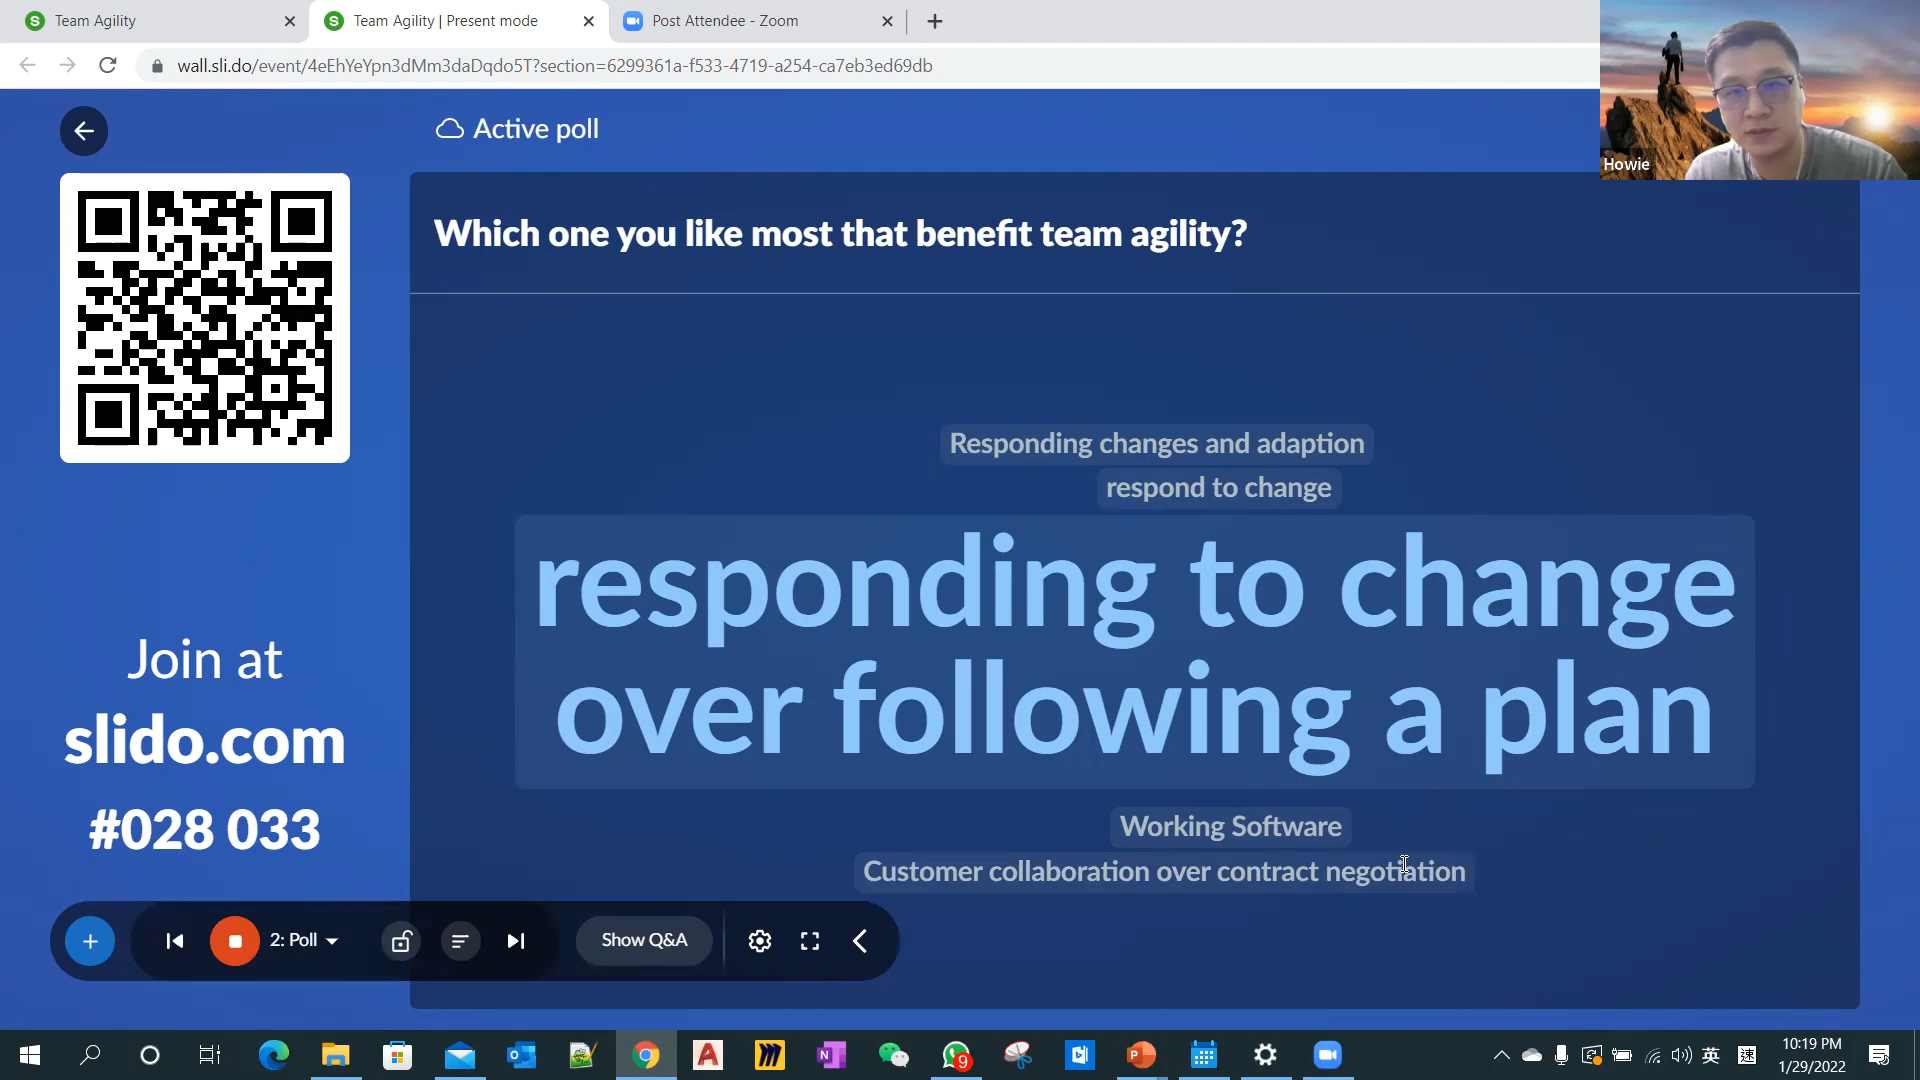 Team Agility
Team Agility | Present mode
Post Attendee - Zoom
wall.sli.do/event/4eEhYeYpn3dMm3daDqdo5T?section=6299361a-f533-4719-a254-ca7eb3ed69db
Howie
Active poll
Which one you like most that benefit team agility?
Responding changes and adaption
respond to change
responding to change
over following a plan
Working Software
Customer collaboration over contract negotiation
Join at
slido.com
#028 033
2: Poll
Show Q&A
9
英
速
10:19 PM
1/29/2022